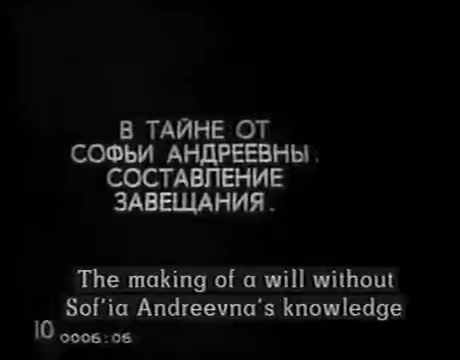 В ТАЙНЕ ОТ
СОФЬИ АНДРЕЕВНЫ.
СОСТАВЛЕНИЕ
ЗАВЕЩАНИЯ.
The making of a will without
Sof'ia Andreevna's knowledge
10 0006:06